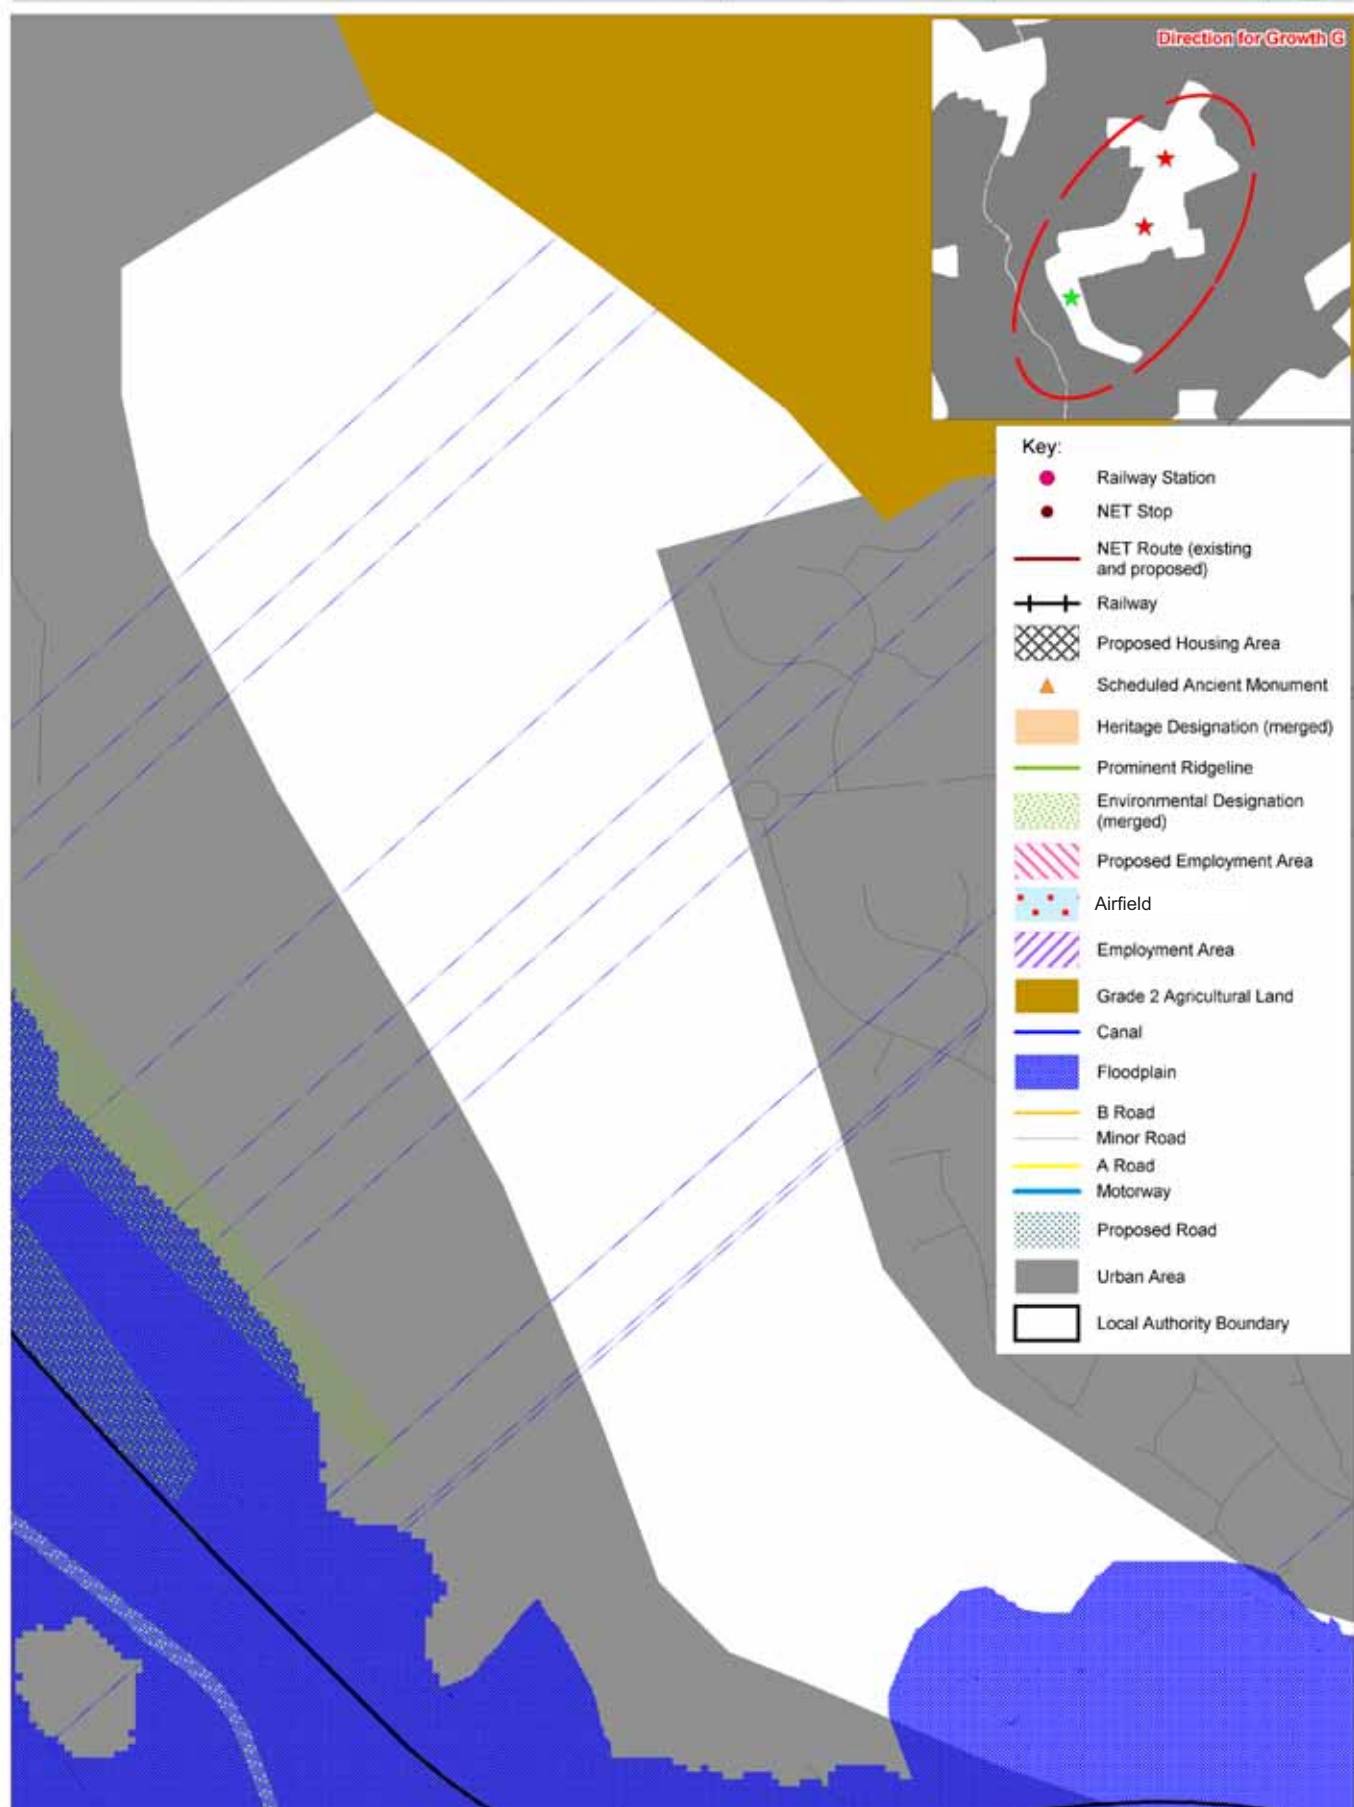 Direction for Growth G
Key:
Railway Station
NET Stop
NET Route (existing
and proposed)
Railway
Proposed Housing Area
Scheduled Ancient Monument
Heritage Designation (merged)
Prominent Ridgeline
Environmental Designation
(merged)
Proposed Employment Area
Airfield
Employment Area
Grade 2 Agricultural Land
Canal
Floodplain
B Road
Minor Road
A Road
Motorway
Proposed Road
Urban Area
Local Authority Boundary